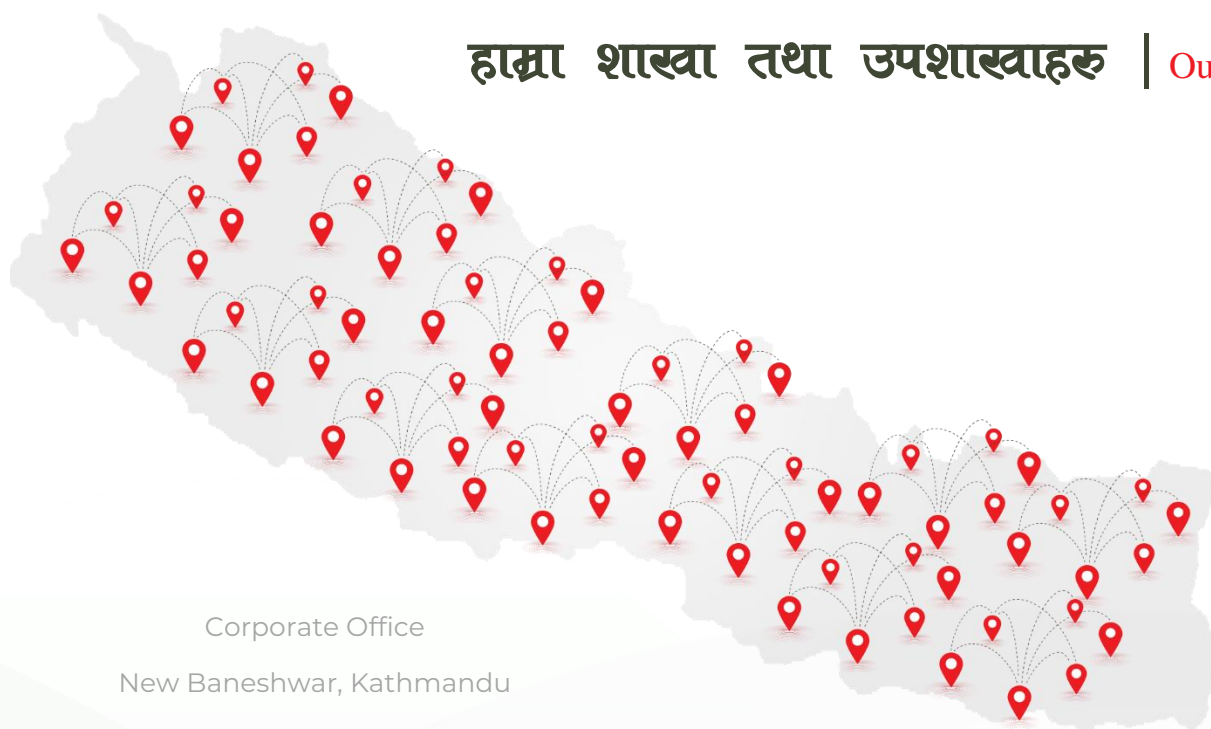 हाम्रा शाखा तथा उपशाखाहरु | Ou
Corporate Office
New Baneshwar, Kathmandu